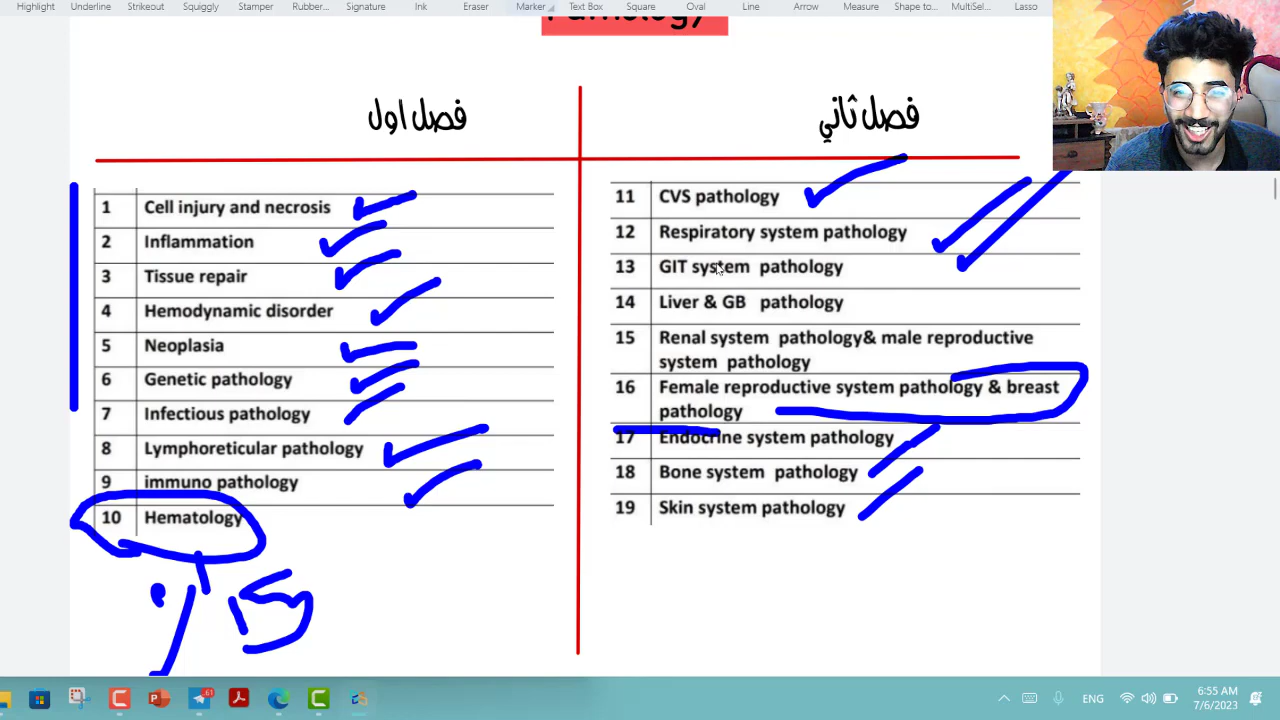 Highlight Underline Strikeout Squiggly Stamper Rubber... Signature Ink Eraser Marker Text Box Square Oval Line Arrow Measure Shape to... MultiSel... Lasso
Pathology
فصل اول
1 Cell injury and necrosis
2 Inflammation
3 Tissue repair
4 Hemodynamic disorder
5 Neoplasia
6 Genetic pathology
7 Infectious pathology
8 Lymphoreticular pathology
9 immuno pathology
10 Hematology
% 15
فصل ثاني
11 CVS pathology
12 Respiratory system pathology
13 GIT system pathology
14 Liver & GB pathology
15 Renal system pathology& male reproductive
system pathology
16 Female reproductive system pathology & breast
pathology
17 Endocrine system pathology
18 Bone system pathology
19 Skin system pathology
61
ENG
6:55 AM
7/6/2023